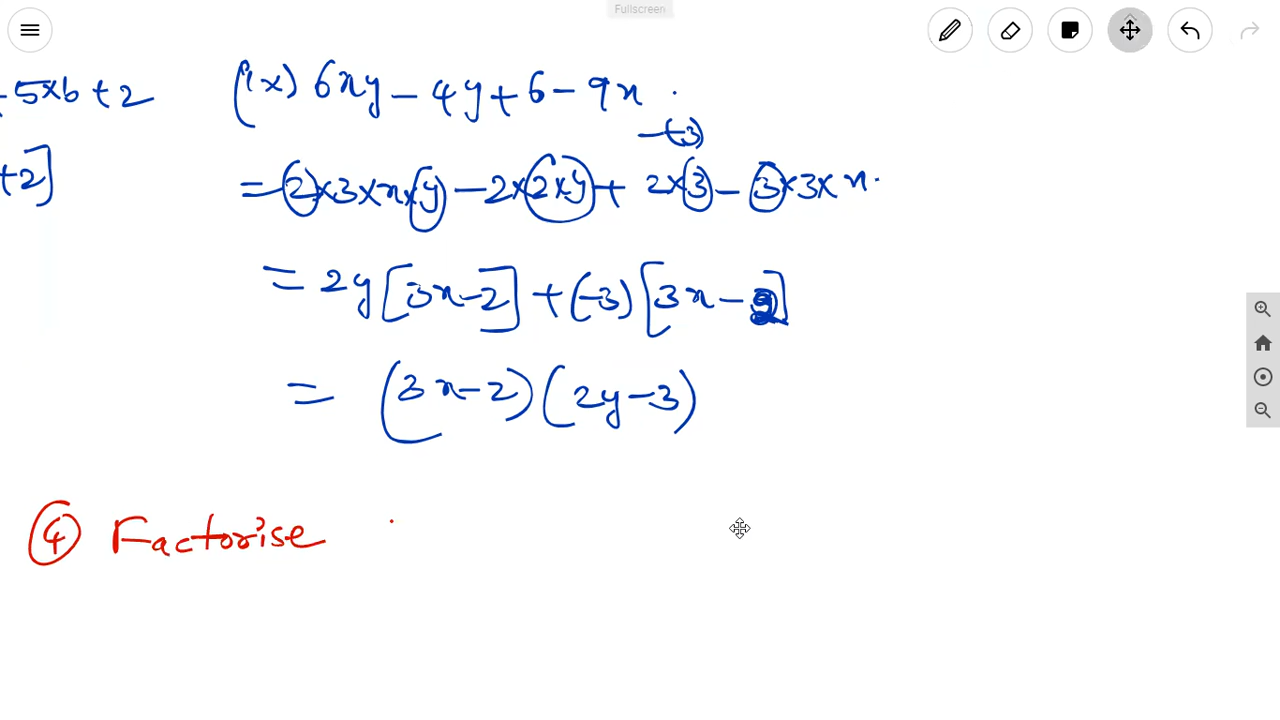 Fullscreen
- 5×6 + 2
+2]
(ix) 6xy - 4y + 6 - 9x .
-(-3)
= 2×3×x×y - 2×2×y + 2×3 - 3×3×x .
= 2y[3x-2] + (-3)[3x-2]
= (3x-2)(2y-3)
④ Factorise